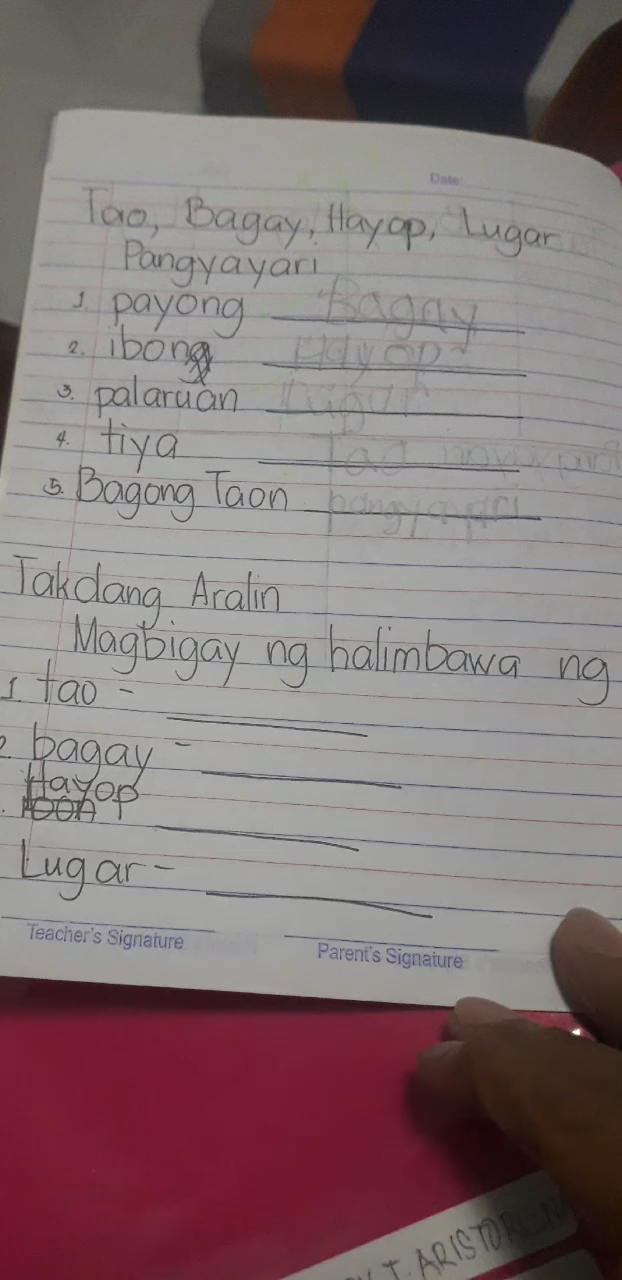 Date:
Tao, Bagay, Hayop, Lugar
Pangyayari
1. payong Bagay
2. ibong Hayop
3. palaruan Lugar
4. tiya Tao
5. Bagong Taon pangyayari
Takdang Aralin
Magbigay ng halimbawa ng
1. tao -
2. bagay -
Hayop
Lugar -
Teacher's Signature Parent's Signature
T. ARISTOR